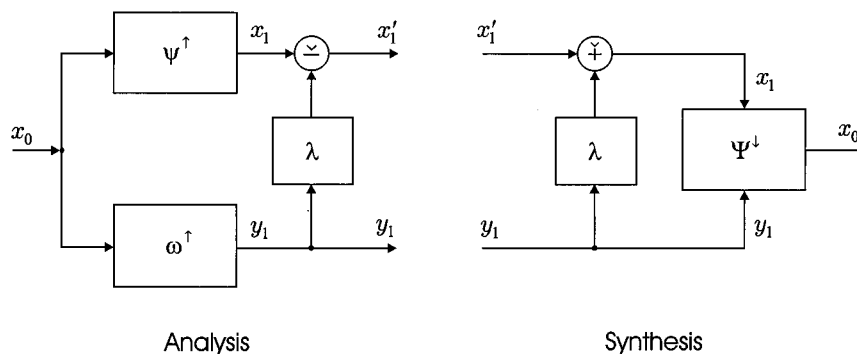 ψ↑ x₁ ⨪ x₁′
x₀
λ
ω↑ y₁ y₁
Analysis
x₁′ ∔ x₁
λ
Ψ↓ x₀
y₁ y₁
Synthesis